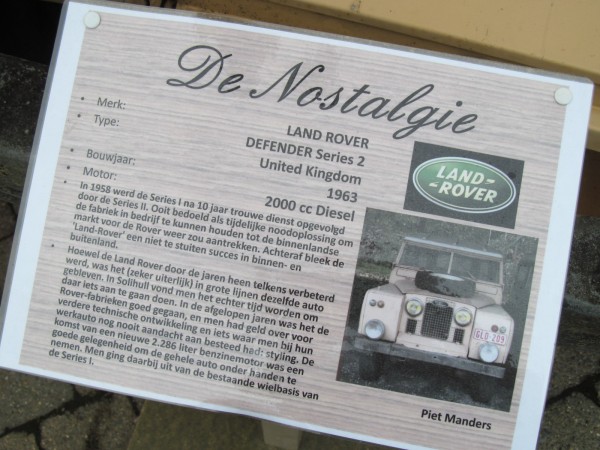 De Nostalgie
• Merk: LAND ROVER
• Type: DEFENDER Series 2
United Kingdom
• Bouwjaar: 1963
• Motor: 2000 cc Diesel
• In 1958 werd de Series I na 10 jaar trouwe dienst opgevolgd
door de Series II. Ooit bedoeld als tijdelijke noodoplossing om
de fabriek in bedrijf te kunnen houden tot de binnenlandse
markt voor de Rover weer zou aantrekken. Achteraf bleek de
'Land-Rover' een niet te stuiten succes in binnen- en
buitenland.
• Hoewel de Land Rover door de jaren heen telkens verbeterd
werd, was het (zeker uiterlijk) in grote lijnen dezelfde auto
gebleven. In Solihull vond men het echter tijd worden om
daar iets aan te gaan doen. In de afgelopen jaren was het de
Rover-fabrieken goed gegaan, en men had geld over voor
verdere technische ontwikkeling en iets waar men bij hun
werkauto nog nooit aandacht aan besteed had: styling. De
komst van een nieuwe 2.286 liter benzinemotor was een
goede gelegenheid om de gehele auto onder handen te
nemen. Men ging daarbij uit van de bestaande wielbasis van
de Series I.
LAND-
-ROVER
GLD 209
Piet Manders